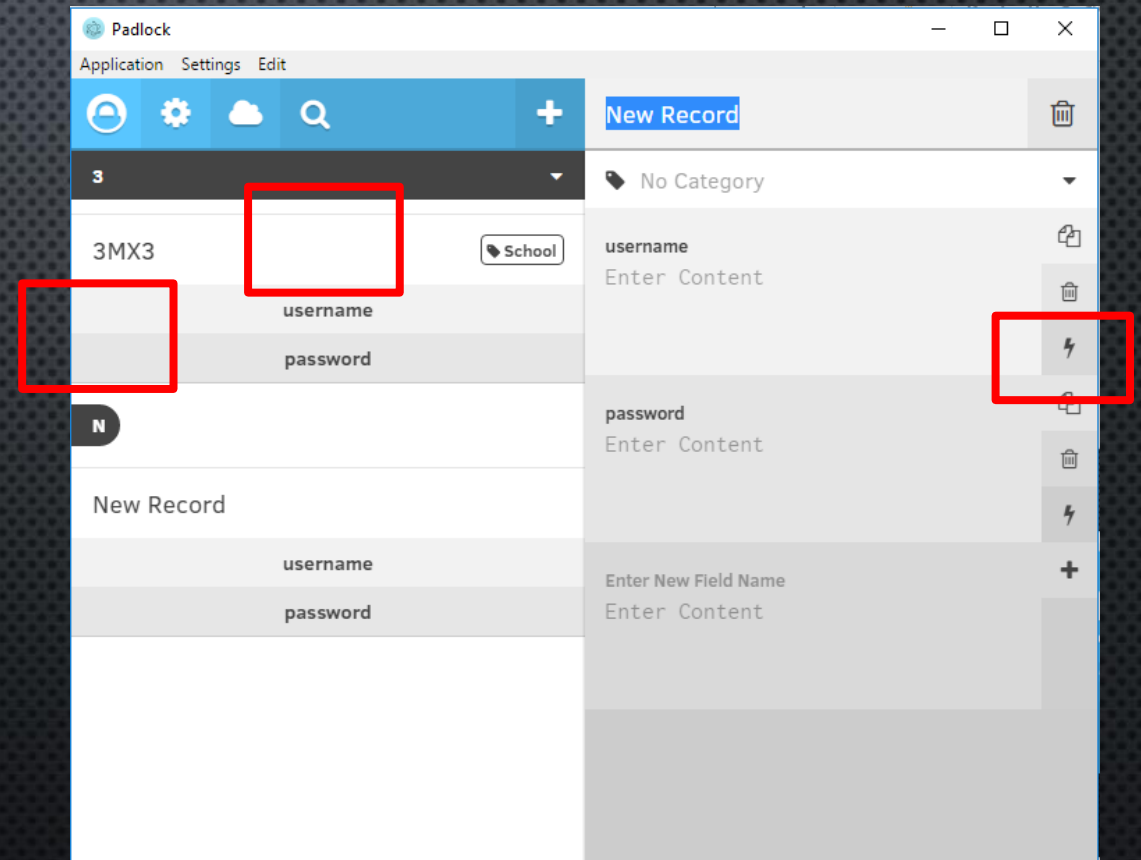 Padlock
Application Settings Edit
New Record
3
No Category
3MX3
School
username
password
N
New Record
username
password
username
Enter Content
password
Enter Content
Enter New Field Name
Enter Content